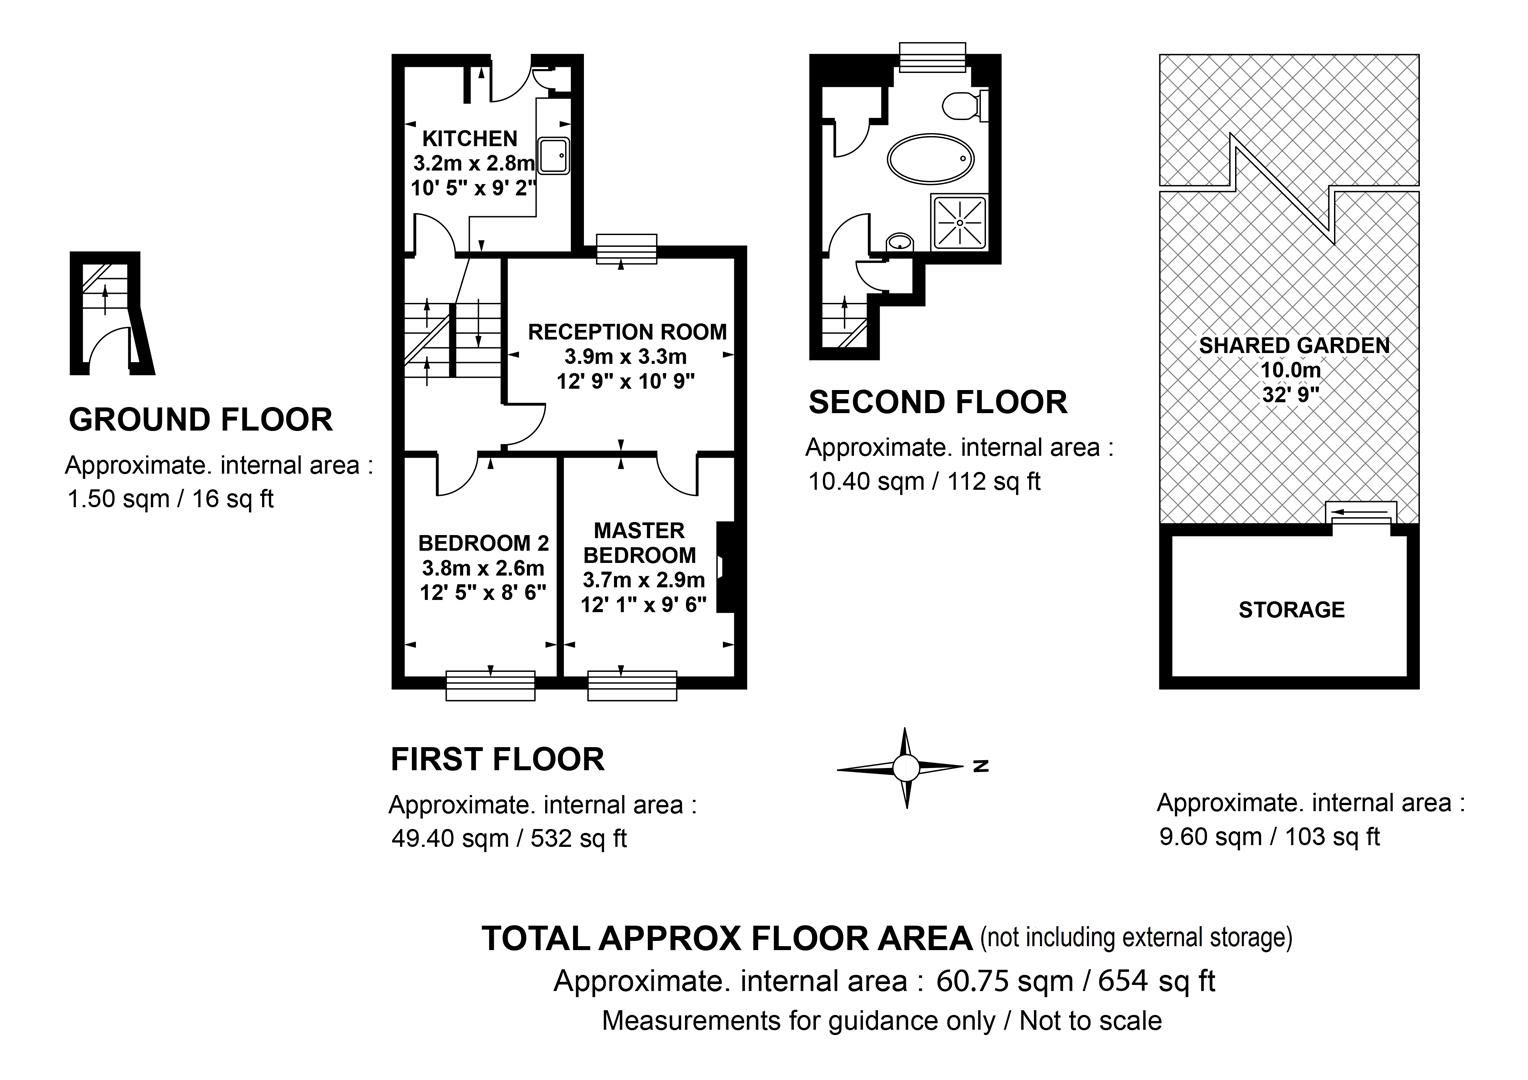 GROUND FLOOR
Approximate. internal area :
1.50 sqm / 16 sq ft
KITCHEN
3.2m x 2.8m
10' 5" x 9' 2"
RECEPTION ROOM
3.9m x 3.3m
12' 9" x 10' 9"
BEDROOM 2
3.8m x 2.6m
12' 5" x 8' 6"
MASTER
BEDROOM
3.7m x 2.9m
12' 1" x 9' 6"
FIRST FLOOR
Approximate. internal area :
49.40 sqm / 532 sq ft
SECOND FLOOR
Approximate. internal area :
10.40 sqm / 112 sq ft
N
SHARED GARDEN
10.0m
32' 9"
STORAGE
Approximate. internal area :
9.60 sqm / 103 sq ft
TOTAL APPROX FLOOR AREA (not including external storage)
Approximate. internal area : 60.75 sqm / 654 sq ft
Measurements for guidance only / Not to scale